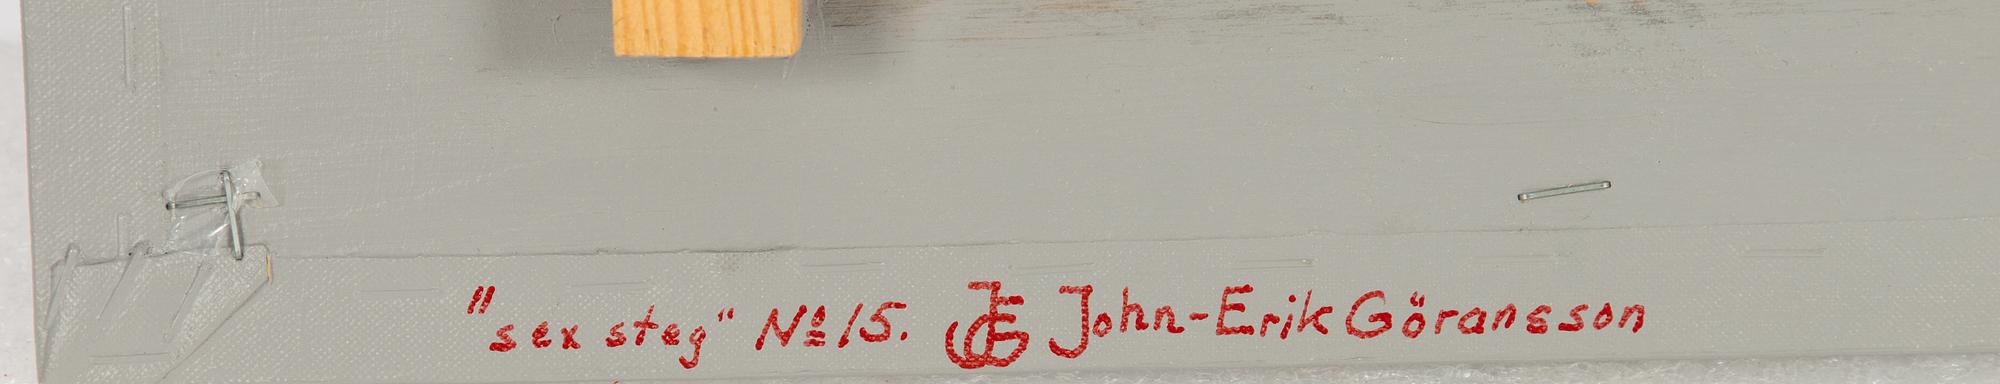 "sex steg" № 15. JEG John-Erik Göransson